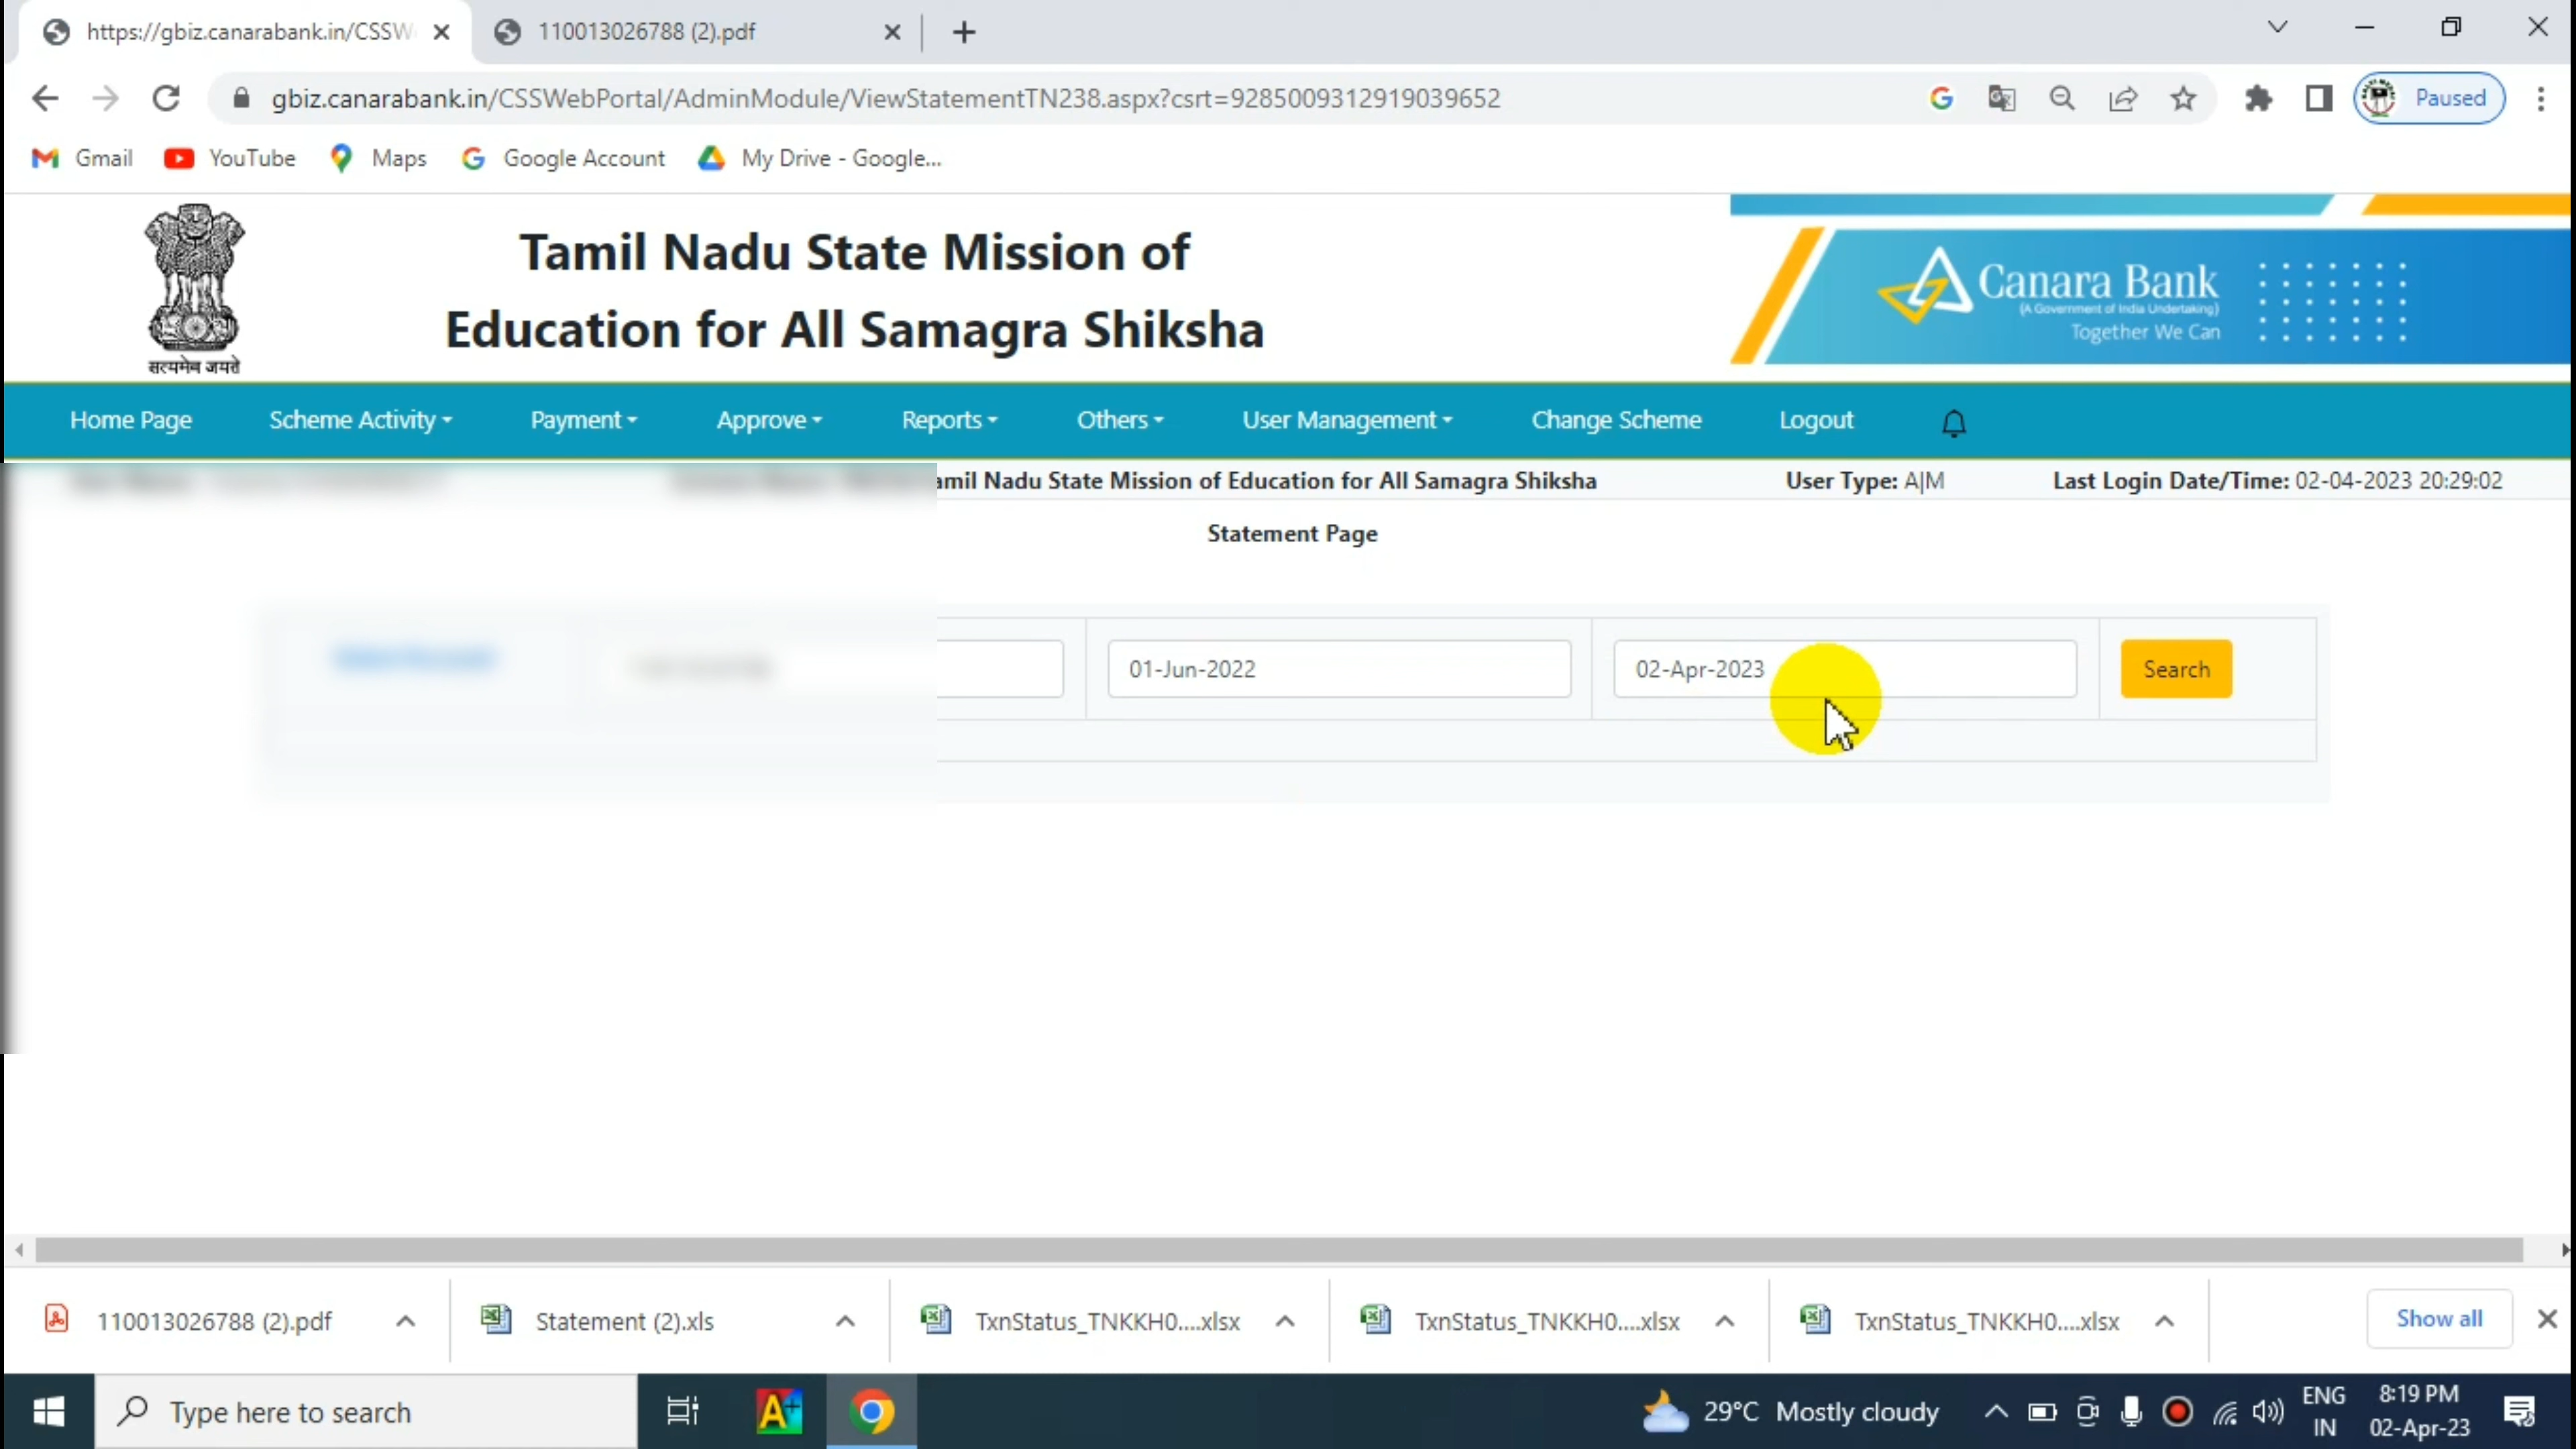 https://gbiz.canarabank.in/CSSW
110013026788 (2).pdf
gbiz.canarabank.in/CSSWebPortal/AdminModule/ViewStatementTN238.aspx?csrt=9285009312919039652
Paused
Gmail
YouTube
Maps
Google Account
My Drive - Google...
सत्यमेव जयते
Tamil Nadu State Mission of
Education for All Samagra Shiksha
Canara Bank
(A Government of India Undertaking)
Together We Can
Home Page
Scheme Activity
Payment
Approve
Reports
Others
User Management
Change Scheme
Logout
amil Nadu State Mission of Education for All Samagra Shiksha
User Type: A|M
Last Login Date/Time: 02-04-2023 20:29:02
Statement Page
01-Jun-2022
02-Apr-2023
Search
110013026788 (2).pdf
Statement (2).xls
TxnStatus_TNKKH0....xlsx
TxnStatus_TNKKH0....xlsx
TxnStatus_TNKKH0....xlsx
Show all
Type here to search
29°C Mostly cloudy
ENG
IN
8:19 PM
02-Apr-23